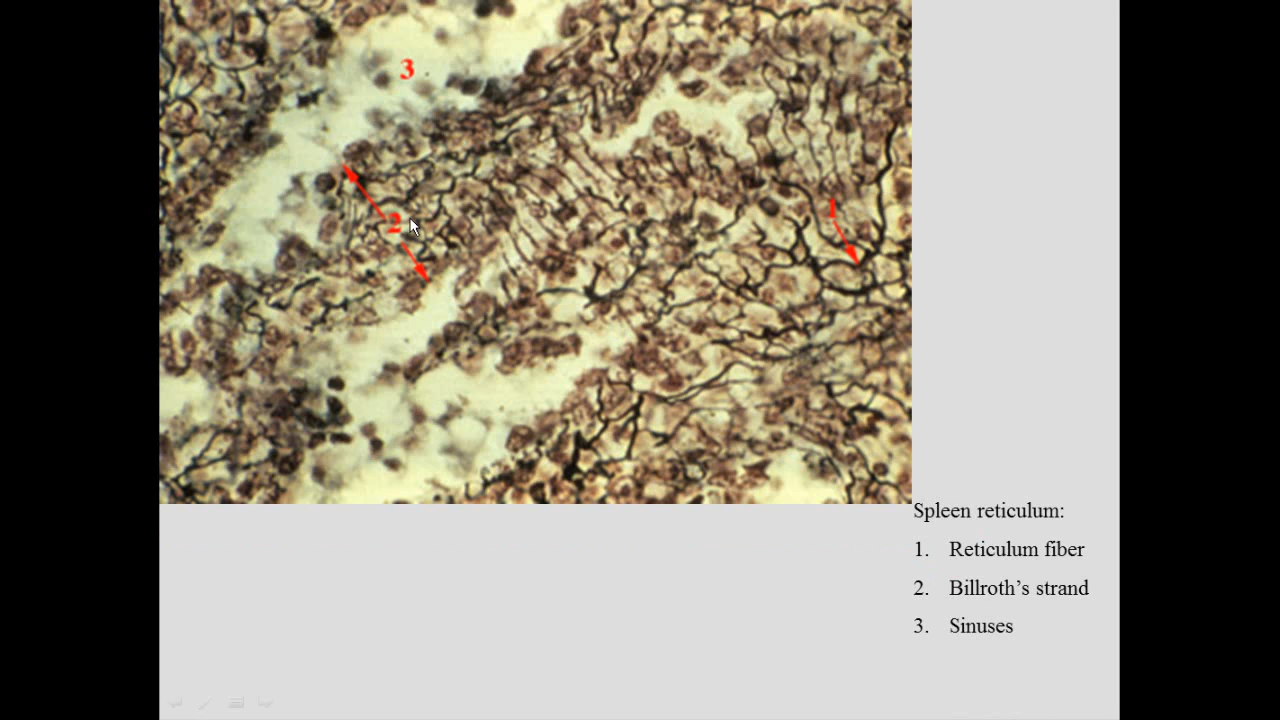 3
2
1
Spleen reticulum:
1. Reticulum fiber
2. Billroth’s strand
3. Sinuses